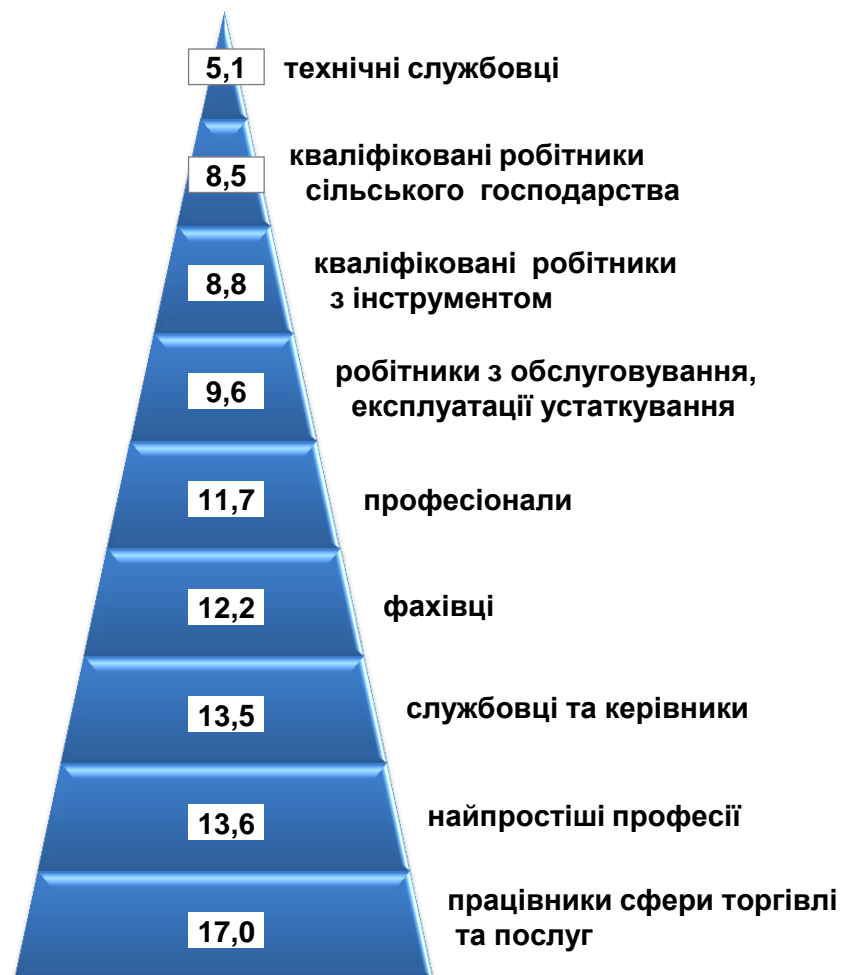 5,1 технічні службовці
8,5 кваліфіковані робітники
сільського господарства
8,8 кваліфіковані робітники
з інструментом
9,6 робітники з обслуговування,
експлуатації устаткування
11,7 професіонали
12,2 фахівці
13,5 службовці та керівники
13,6 найпростіші професії
17,0 працівники сфери торгівлі
та послуг